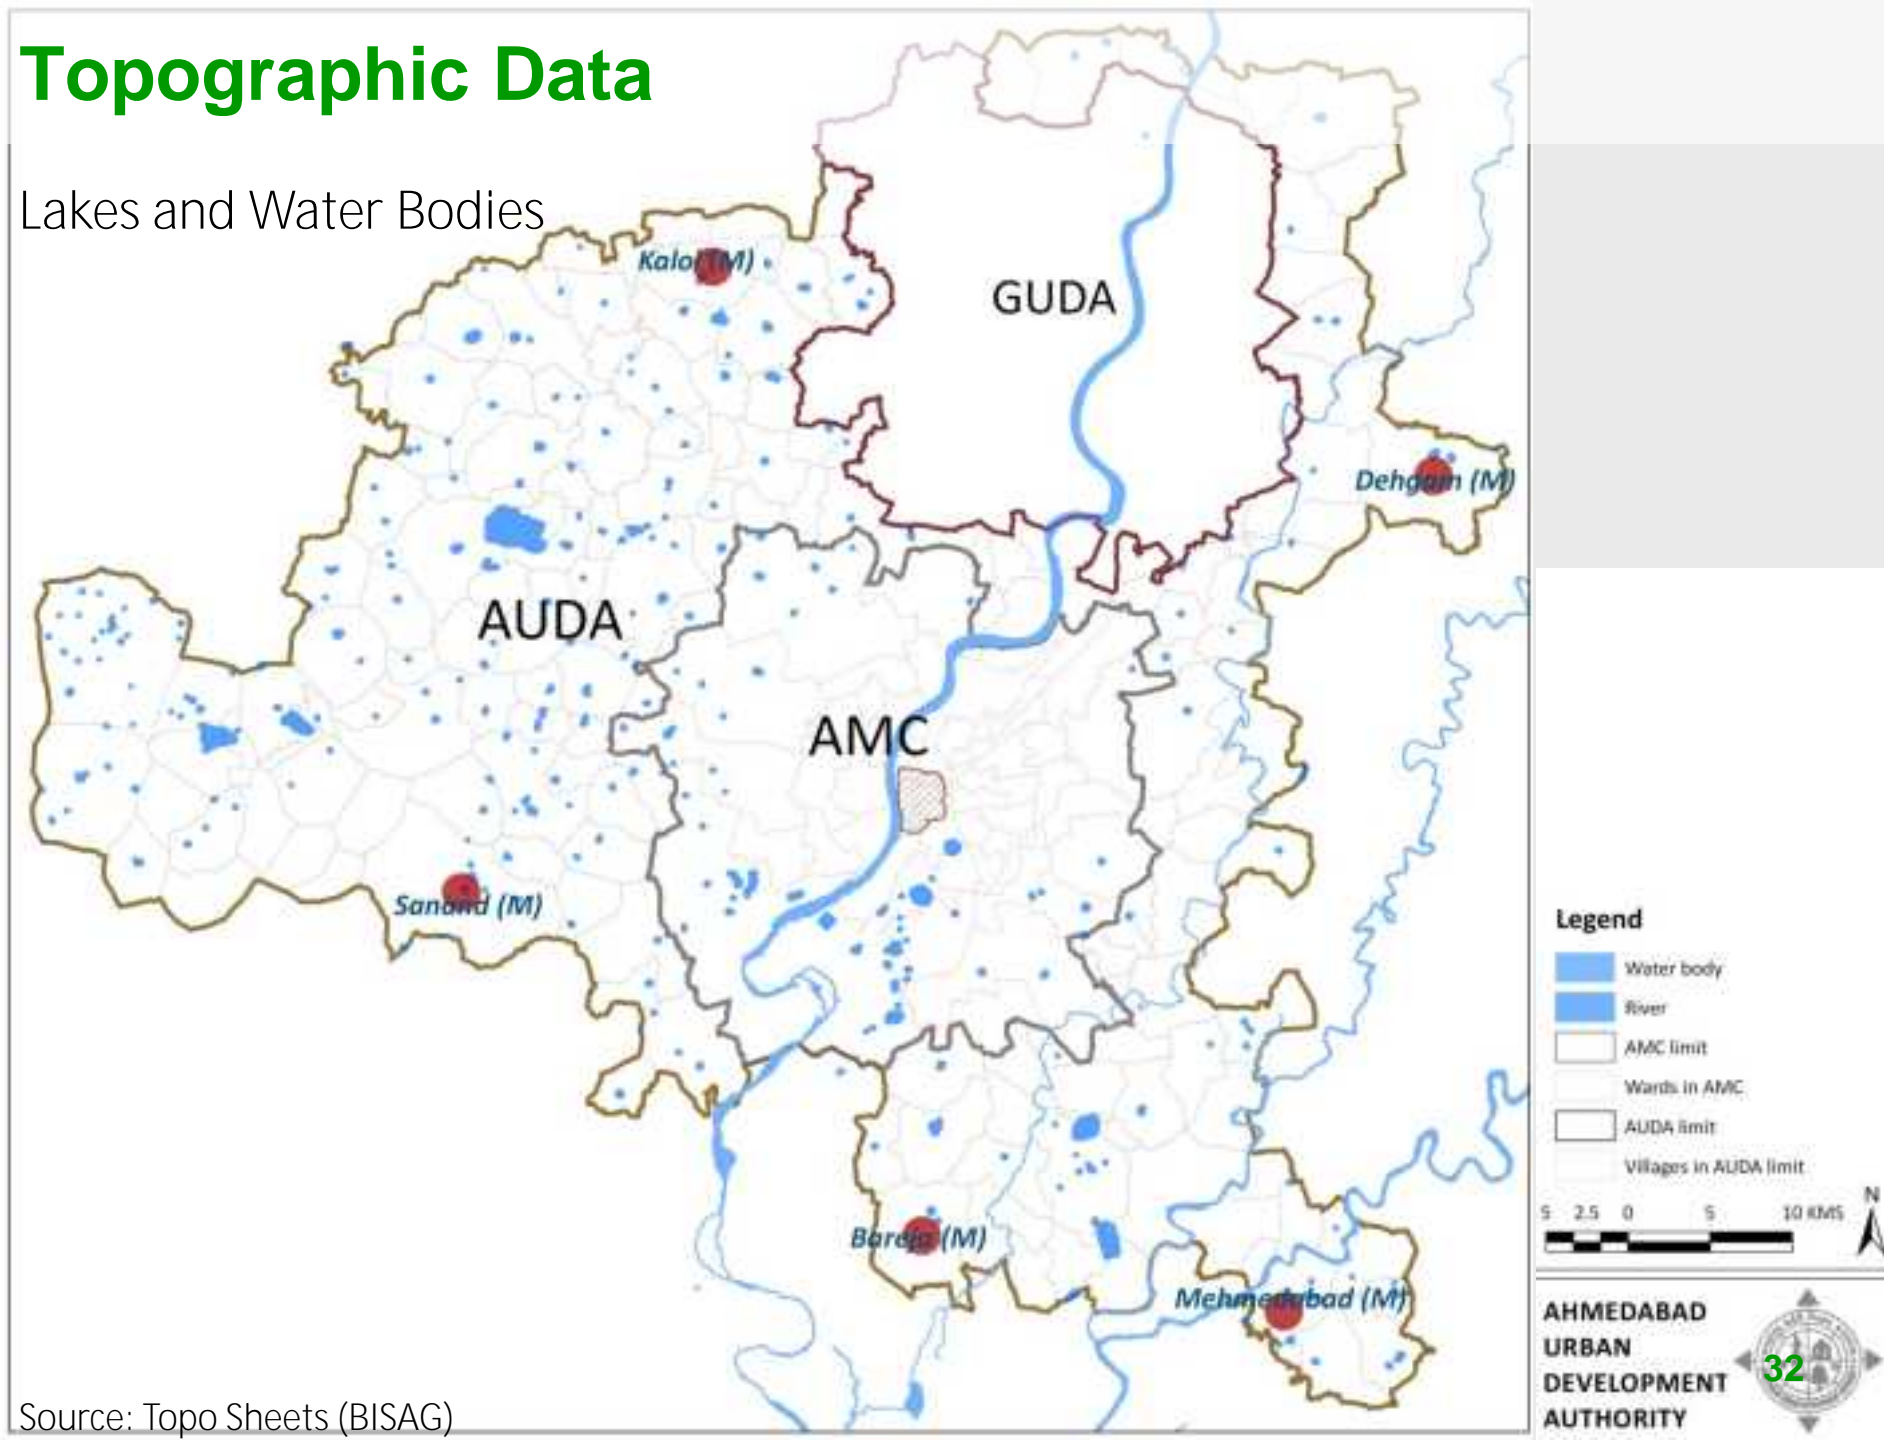 Topographic Data
Lakes and Water Bodies
Kalol (M)
GUDA
Dehgam (M)
AUDA
AMC
Sanand (M)
Bareja (M)
Mehmedabad (M)
Legend
Water body
River
AMC limit
Wards in AMC
AUDA limit
Villages in AUDA limit
5 2.5 0 5 10 KMS
N
AHMEDABAD
URBAN
DEVELOPMENT
AUTHORITY
32
Source: Topo Sheets (BISAG)